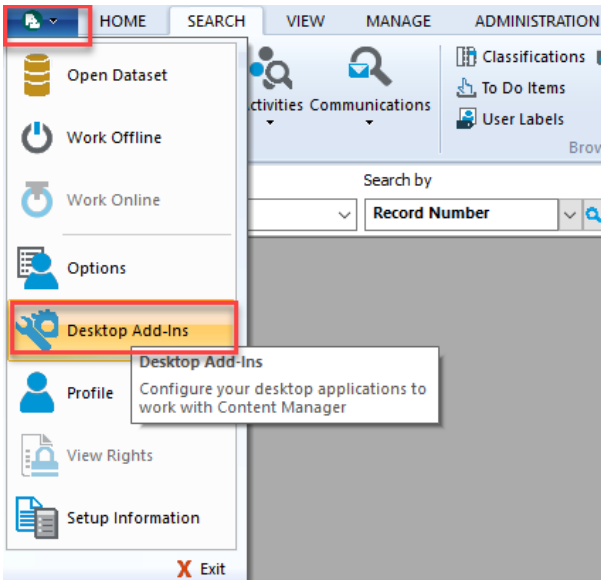 HOME SEARCH VIEW MANAGE ADMINISTRATION
Open Dataset
Work Offline
Work Online
Options
Desktop Add-Ins
Desktop Add-Ins
Configure your desktop applications to
work with Content Manager
Profile
View Rights
Setup Information
X Exit
ctivities Communications
Classifications
To Do Items
User Labels
Brow
Search by
Record Number